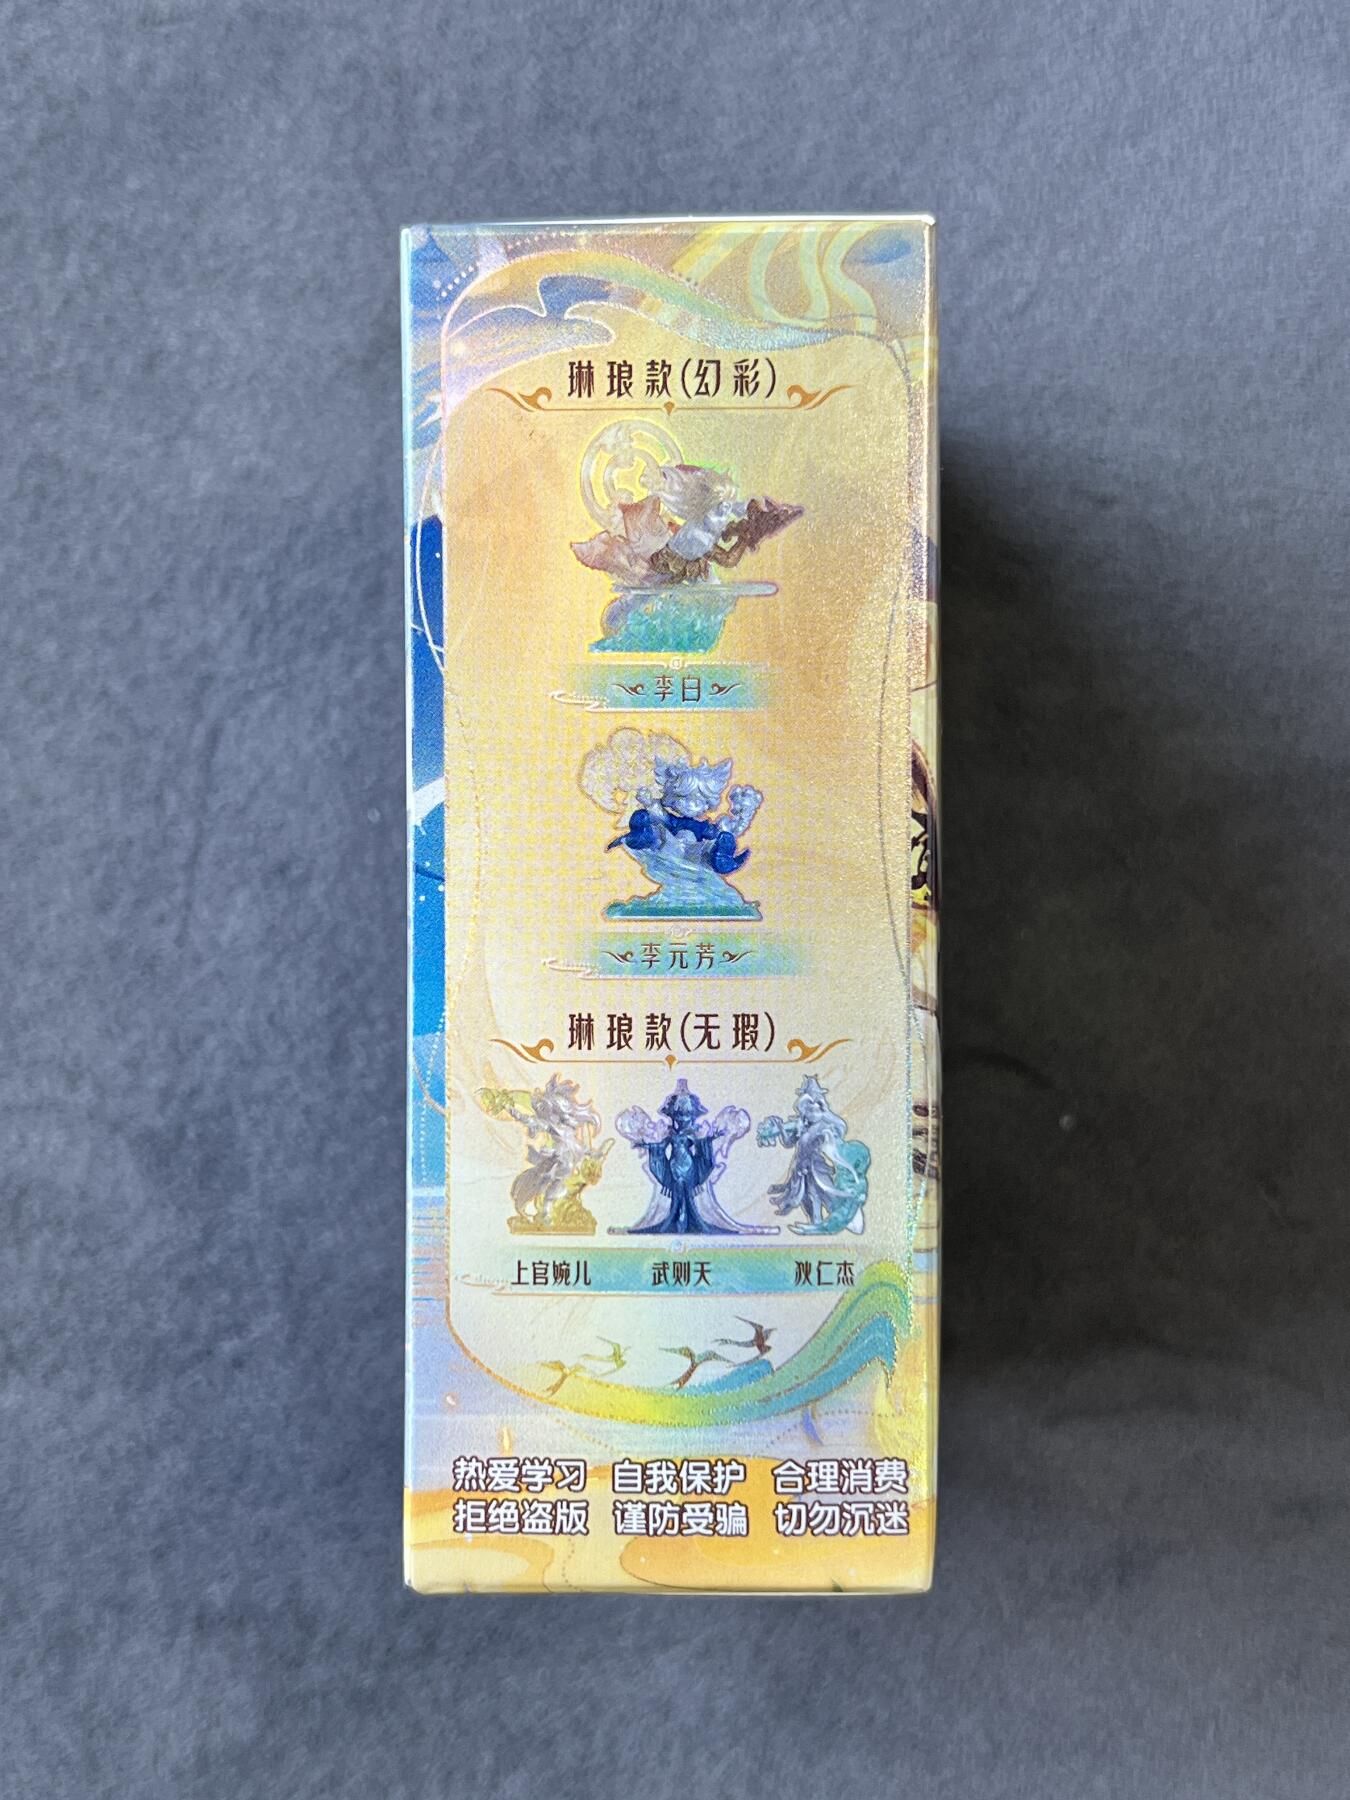 琳琅款(幻彩)
李白
李元芳
琳琅款(无瑕)
上官婉儿 武则天 狄仁杰
热爱学习 自我保护 合理消费
拒绝盗版 谨防受骗 切勿沉迷